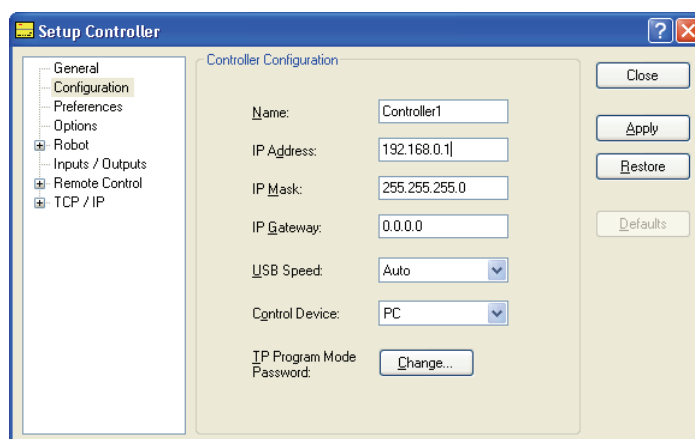 Setup Controller
General
Configuration
Preferences
Options
Robot
Inputs / Outputs
Remote Control
TCP / IP
Controller Configuration
Name:
Controller1
IP Address:
192.168.0.1
IP Mask:
255.255.255.0
IP Gateway:
0.0.0.0
USB Speed:
Auto
Control Device:
PC
TP Program Mode
Password:
Change...
Close
Apply
Restore
Defaults